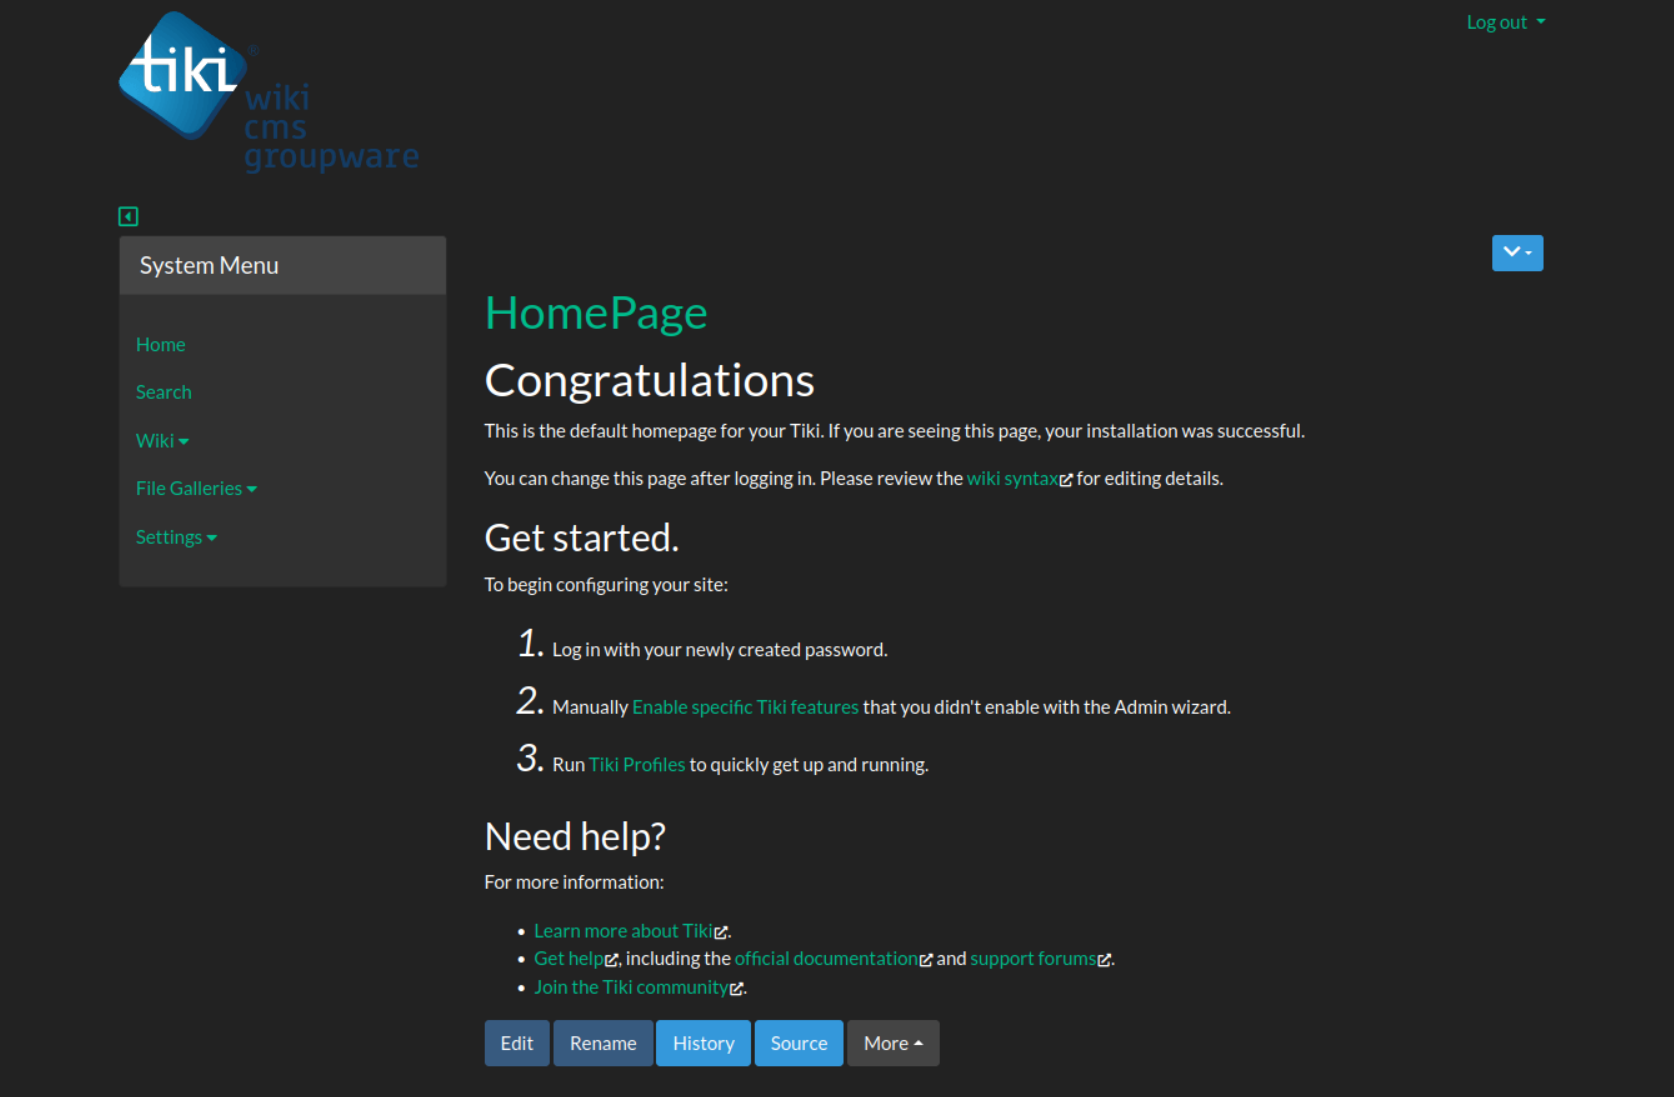 Log out
tiki®
wiki
cms
groupware
System Menu
Home
Search
Wiki
File Galleries
Settings
HomePage
Congratulations
This is the default homepage for your Tiki. If you are seeing this page, your installation was successful.
You can change this page after logging in. Please review the wiki syntax for editing details.
Get started.
To begin configuring your site:
1. Log in with your newly created password.
2. Manually Enable specific Tiki features that you didn't enable with the Admin wizard.
3. Run Tiki Profiles to quickly get up and running.
Need help?
For more information:
• Learn more about Tiki.
• Get help, including the official documentation and support forums.
• Join the Tiki community.
Edit Rename History Source More